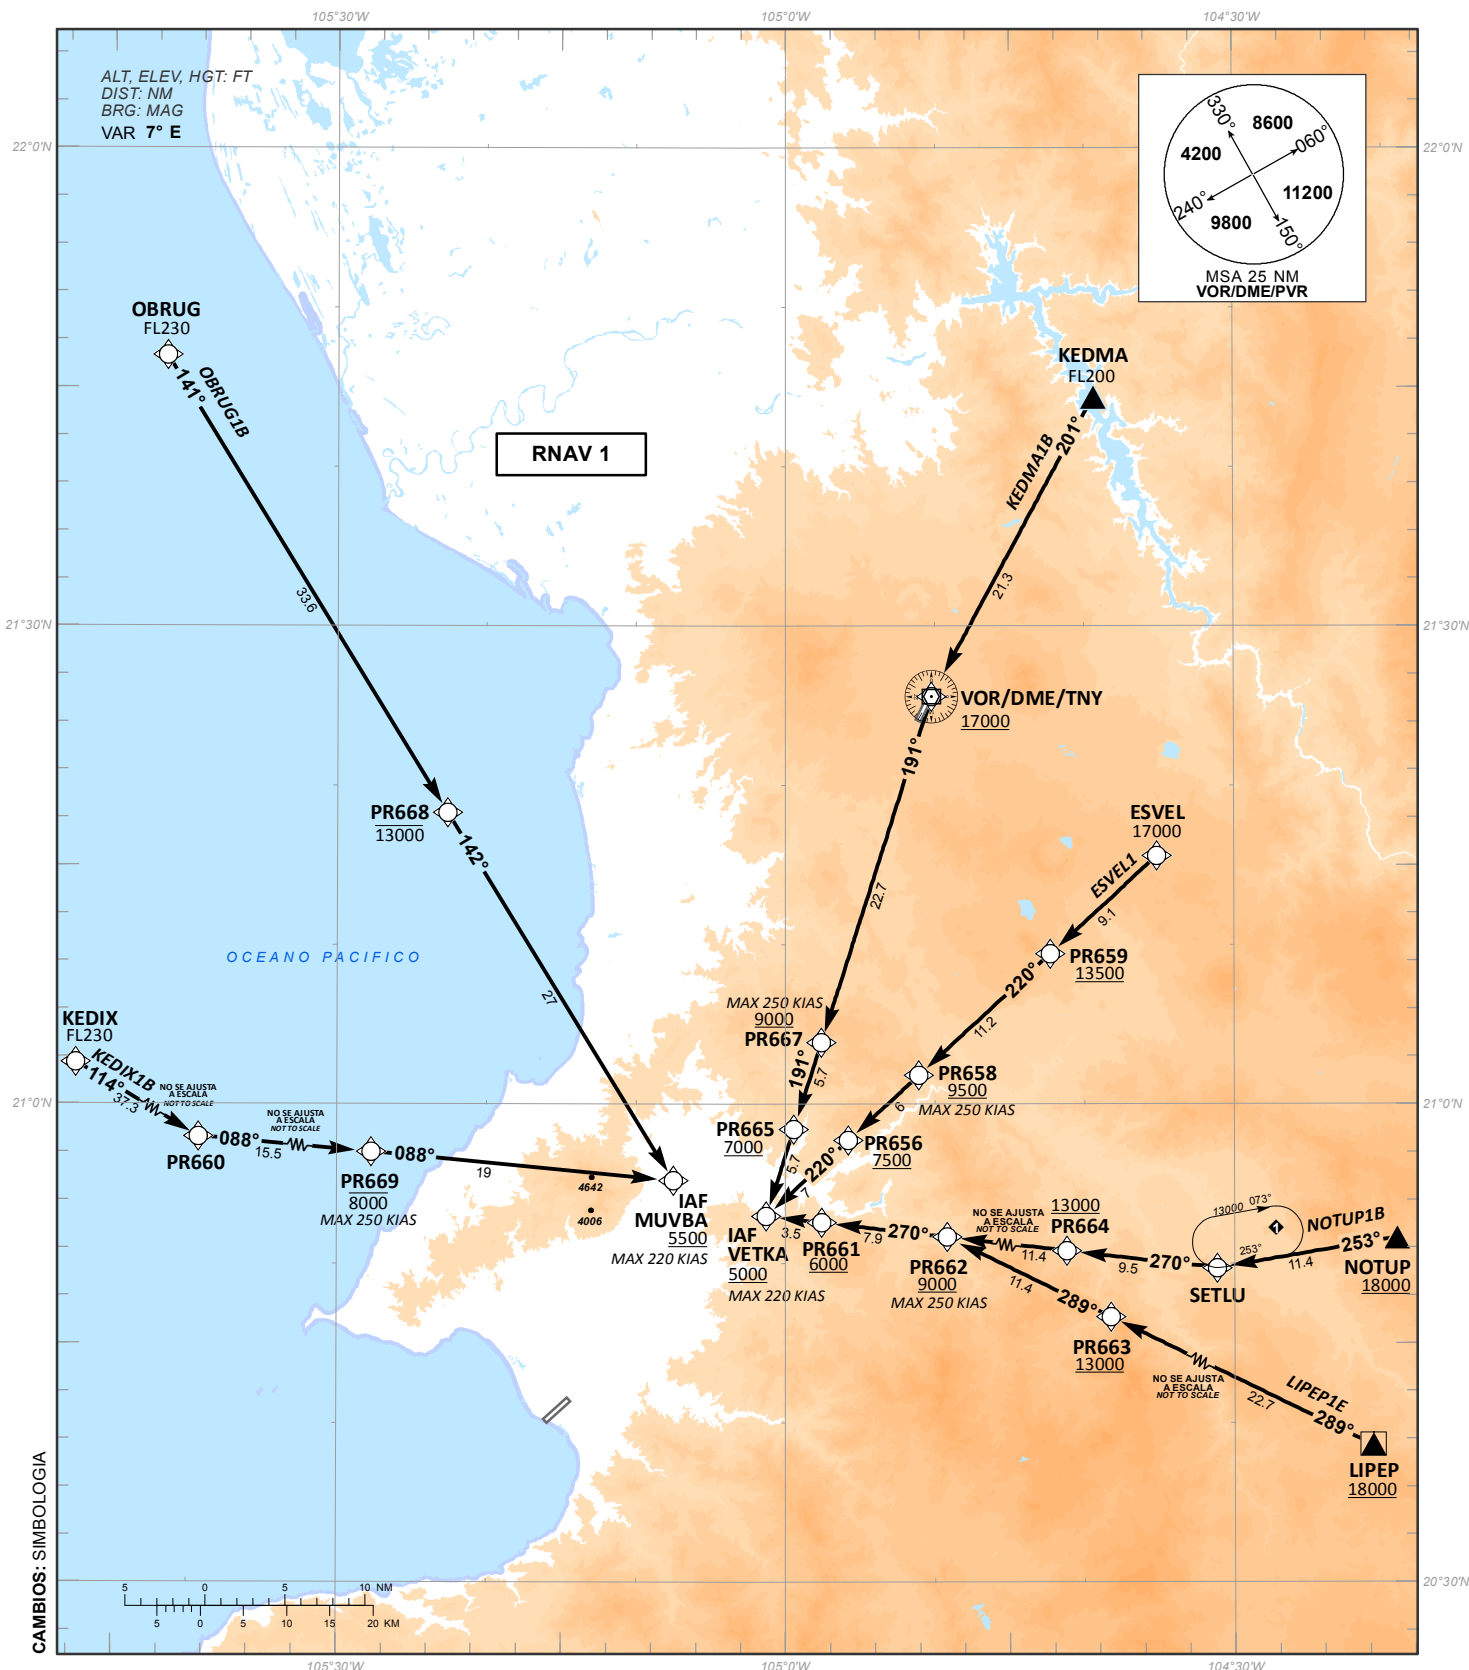 105°30'W
105°0'W
104°30'W
ALT, ELEV, HGT: FT
DIST: NM
BRG: MAG
VAR 7° E
22°0'N
22°0'N
330°
8600
060°
4200
11200
240°
9800
150°
MSA 25 NM
VOR/DME/PVR
OBRUG
FL230
141°
OBRUG1B
33.6
RNAV 1
KEDMA
FL200
201°
KEDMA1B
21.3
21°30'N
21°30'N
VOR/DME/TNY
17000
191°
22.7
PR668
13000
142°
27
ESVEL
17000
ESVEL1
9.1
PR659
13500
220°
11.2
OCEANO PACIFICO
MAX 250 KIAS
9000
PR667
191°
5.7
PR658
9500
MAX 250 KIAS
6
KEDIX
FL230
KEDIX1B
114°
37.3
NO SE AJUSTA
A ESCALA
NOT TO SCALE
NO SE AJUSTA
A ESCALA
NOT TO SCALE
21°0'N
21°0'N
PR660
088°
15.5
PR669
8000
MAX 250 KIAS
088°
19
4642
4006
PR665
7000
5.7
PR656
7500
220°
7
IAF
MUVBA
5500
MAX 220 KIAS
IAF
VETKA
5000
MAX 220 KIAS
3.5
PR661
6000
7.9
270°
PR662
9000
MAX 250 KIAS
NO SE AJUSTA
A ESCALA
NOT TO SCALE
11.4
13000
PR664
9.5
270°
SETLU
13000 073°
1
253°
11.4
NOTUP1B
253°
NOTUP
18000
11.4
289°
PR663
13000
NO SE AJUSTA
A ESCALA
NOT TO SCALE
22.7
LIPEP1E
289°
LIPEP
18000
CAMBIOS: SIMBOLOGIA
5 0 5 10 NM
5 0 5 10 15 20 KM
20°30'N
20°30'N
105°30'W
105°0'W
104°30'W